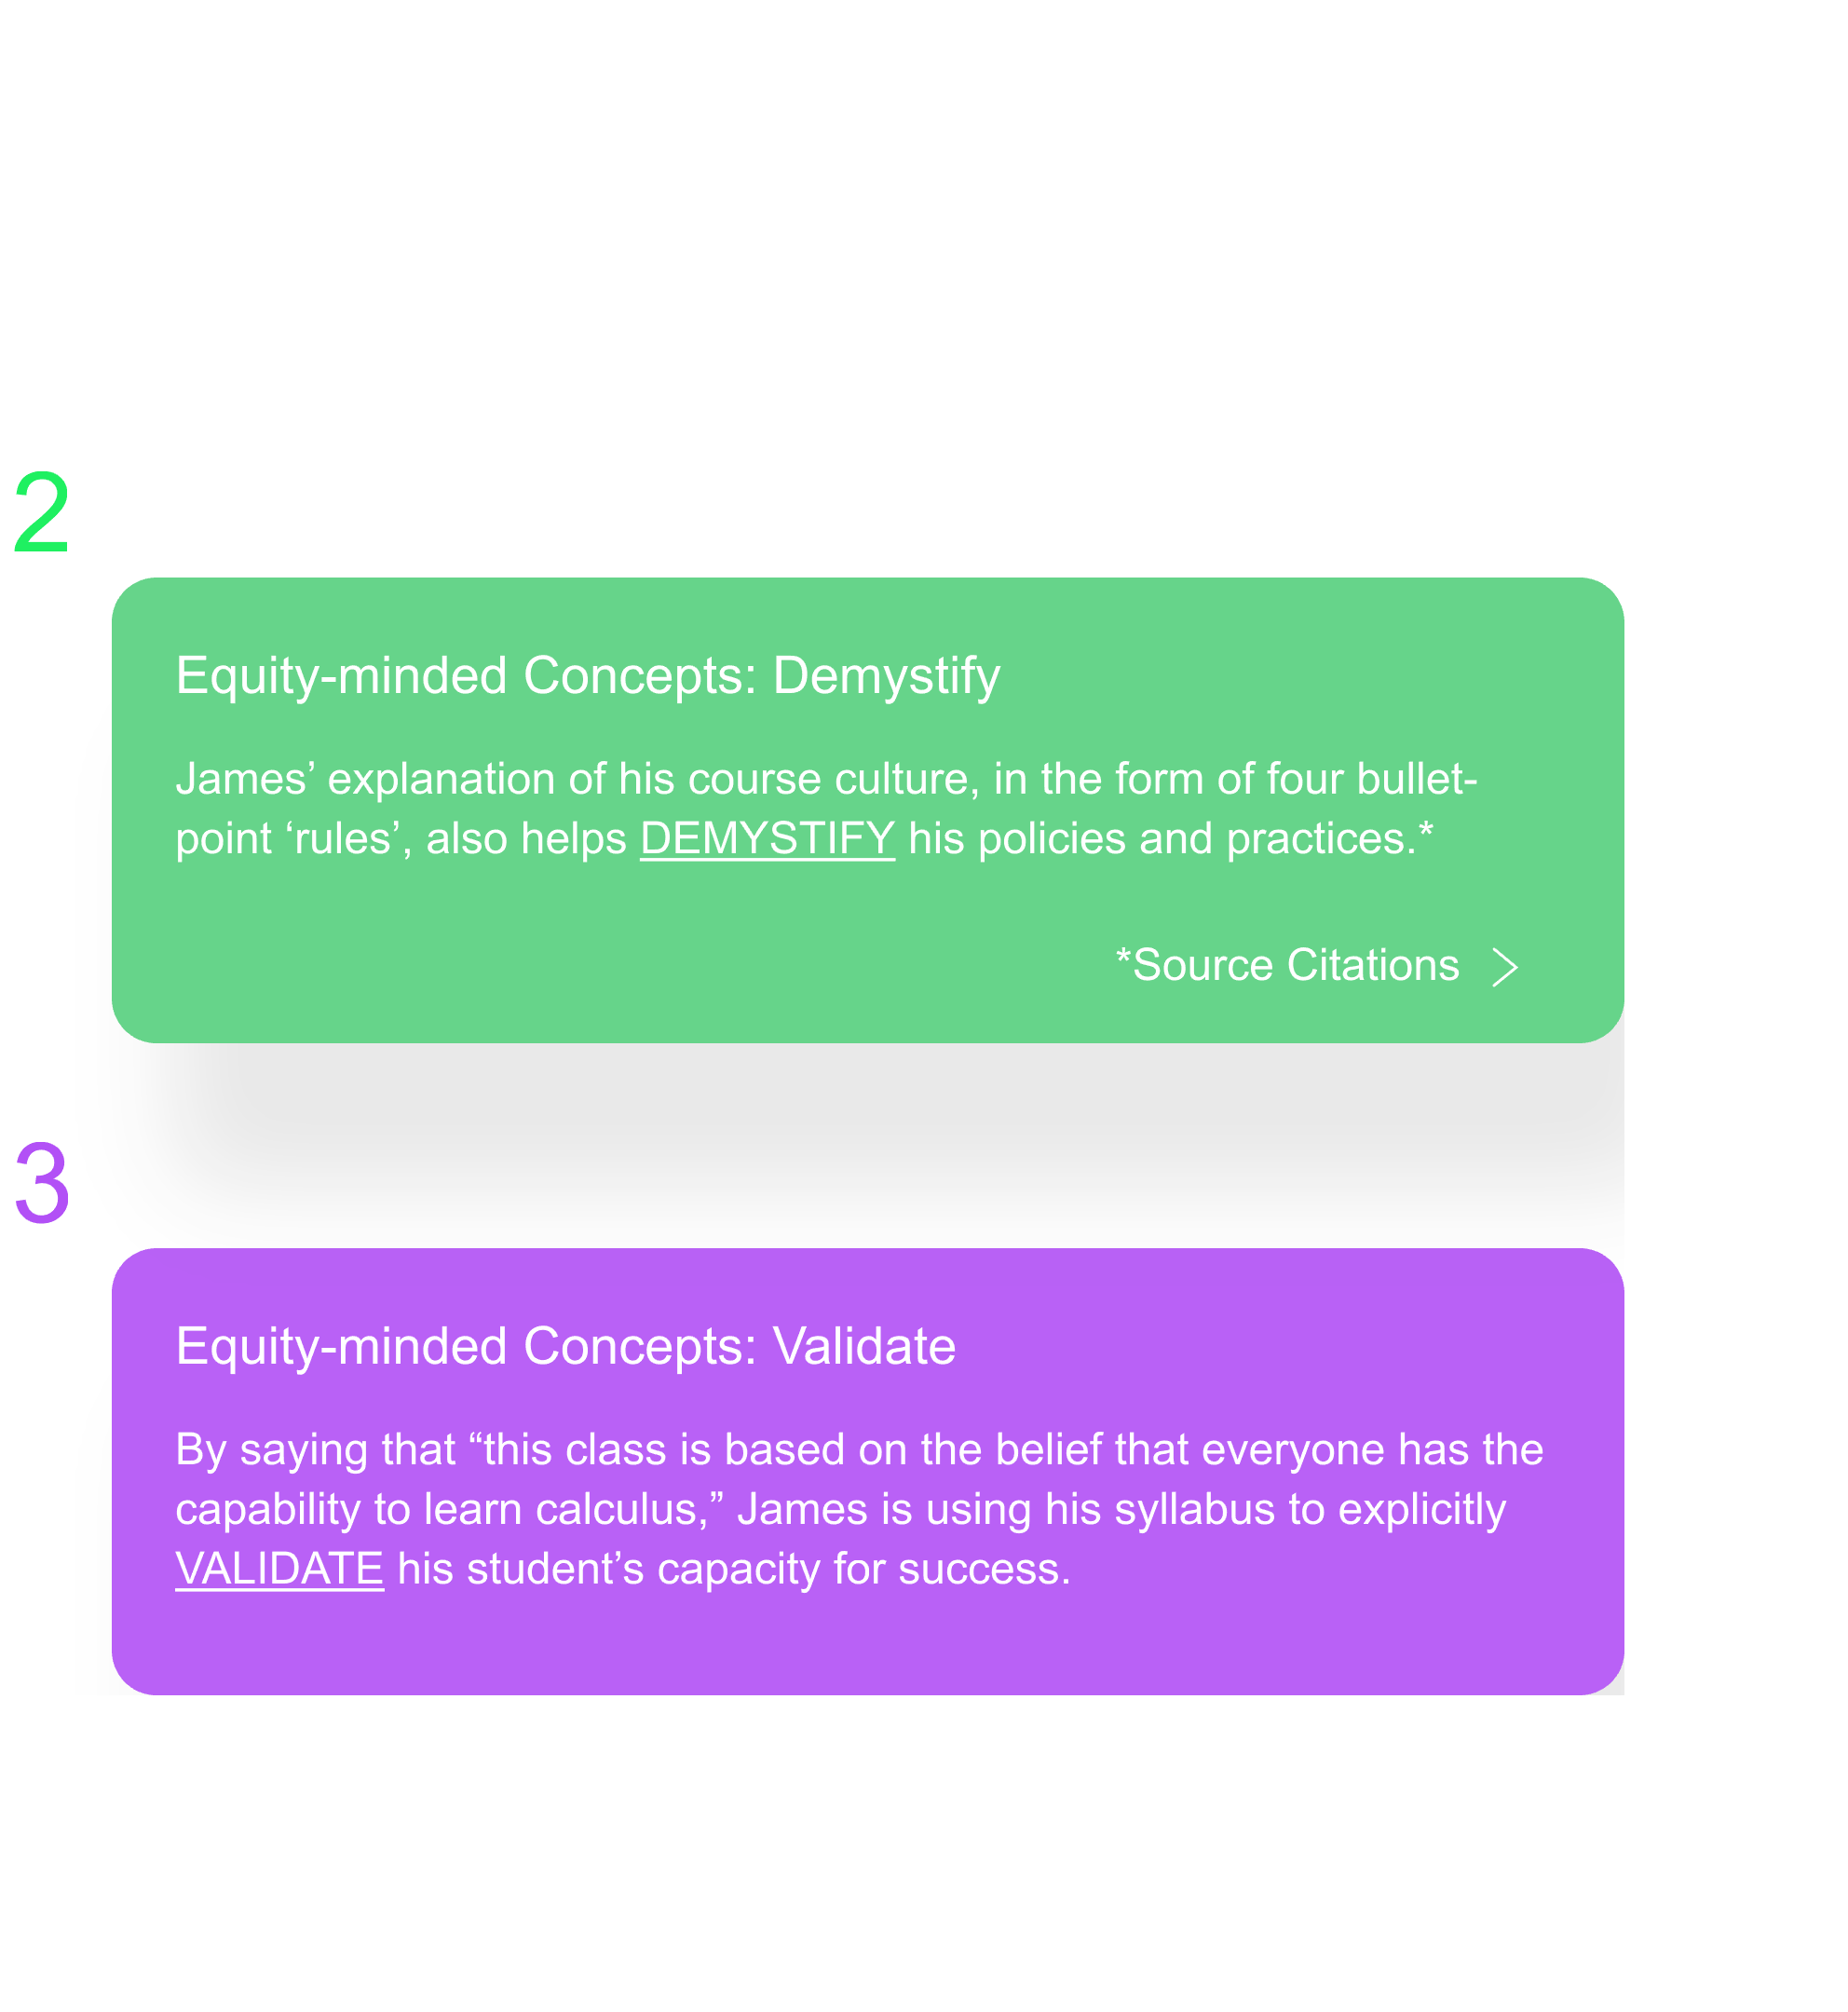 2
Equity-minded Concepts: Demystify
James’ explanation of his course culture, in the form of four bullet-
point ‘rules’, also helps DEMYSTIFY his policies and practices.*
*Source Citations
3
Equity-minded Concepts: Validate
By saying that “this class is based on the belief that everyone has the
capability to learn calculus,” James is using his syllabus to explicitly
VALIDATE his student’s capacity for success.